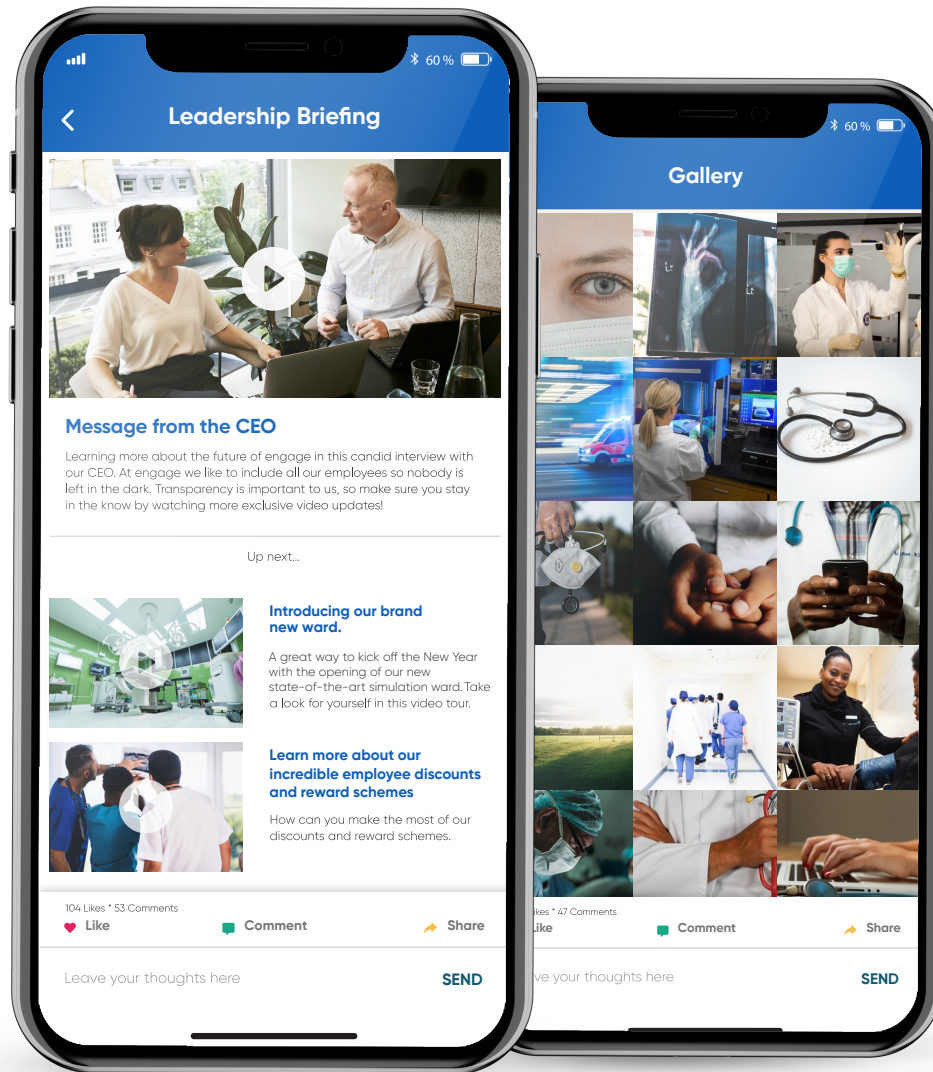 60 %
Leadership Briefing
Message from the CEO
Learning more about the future of engage in this candid interview with
our CEO. At engage we like to include all our employees so nobody is
left in the dark. Transparency is important to us, so make sure you stay
in the know by watching more exclusive video updates!
Up next...
Introducing our brand
new ward.
A great way to kick off the New Year
with the opening of our new
state-of-the-art simulation ward. Take
a look for yourself in this video tour.
Learn more about our
incredible employee discounts
and reward schemes
How can you make the most of our
discounts and reward schemes.
104 Likes * 53 Comments
Like
Comment
Share
Leave your thoughts here
SEND
60 %
Gallery
Lt
Lt
ikes * 47 Comments
ike
Comment
Share
ve your thoughts here
SEND